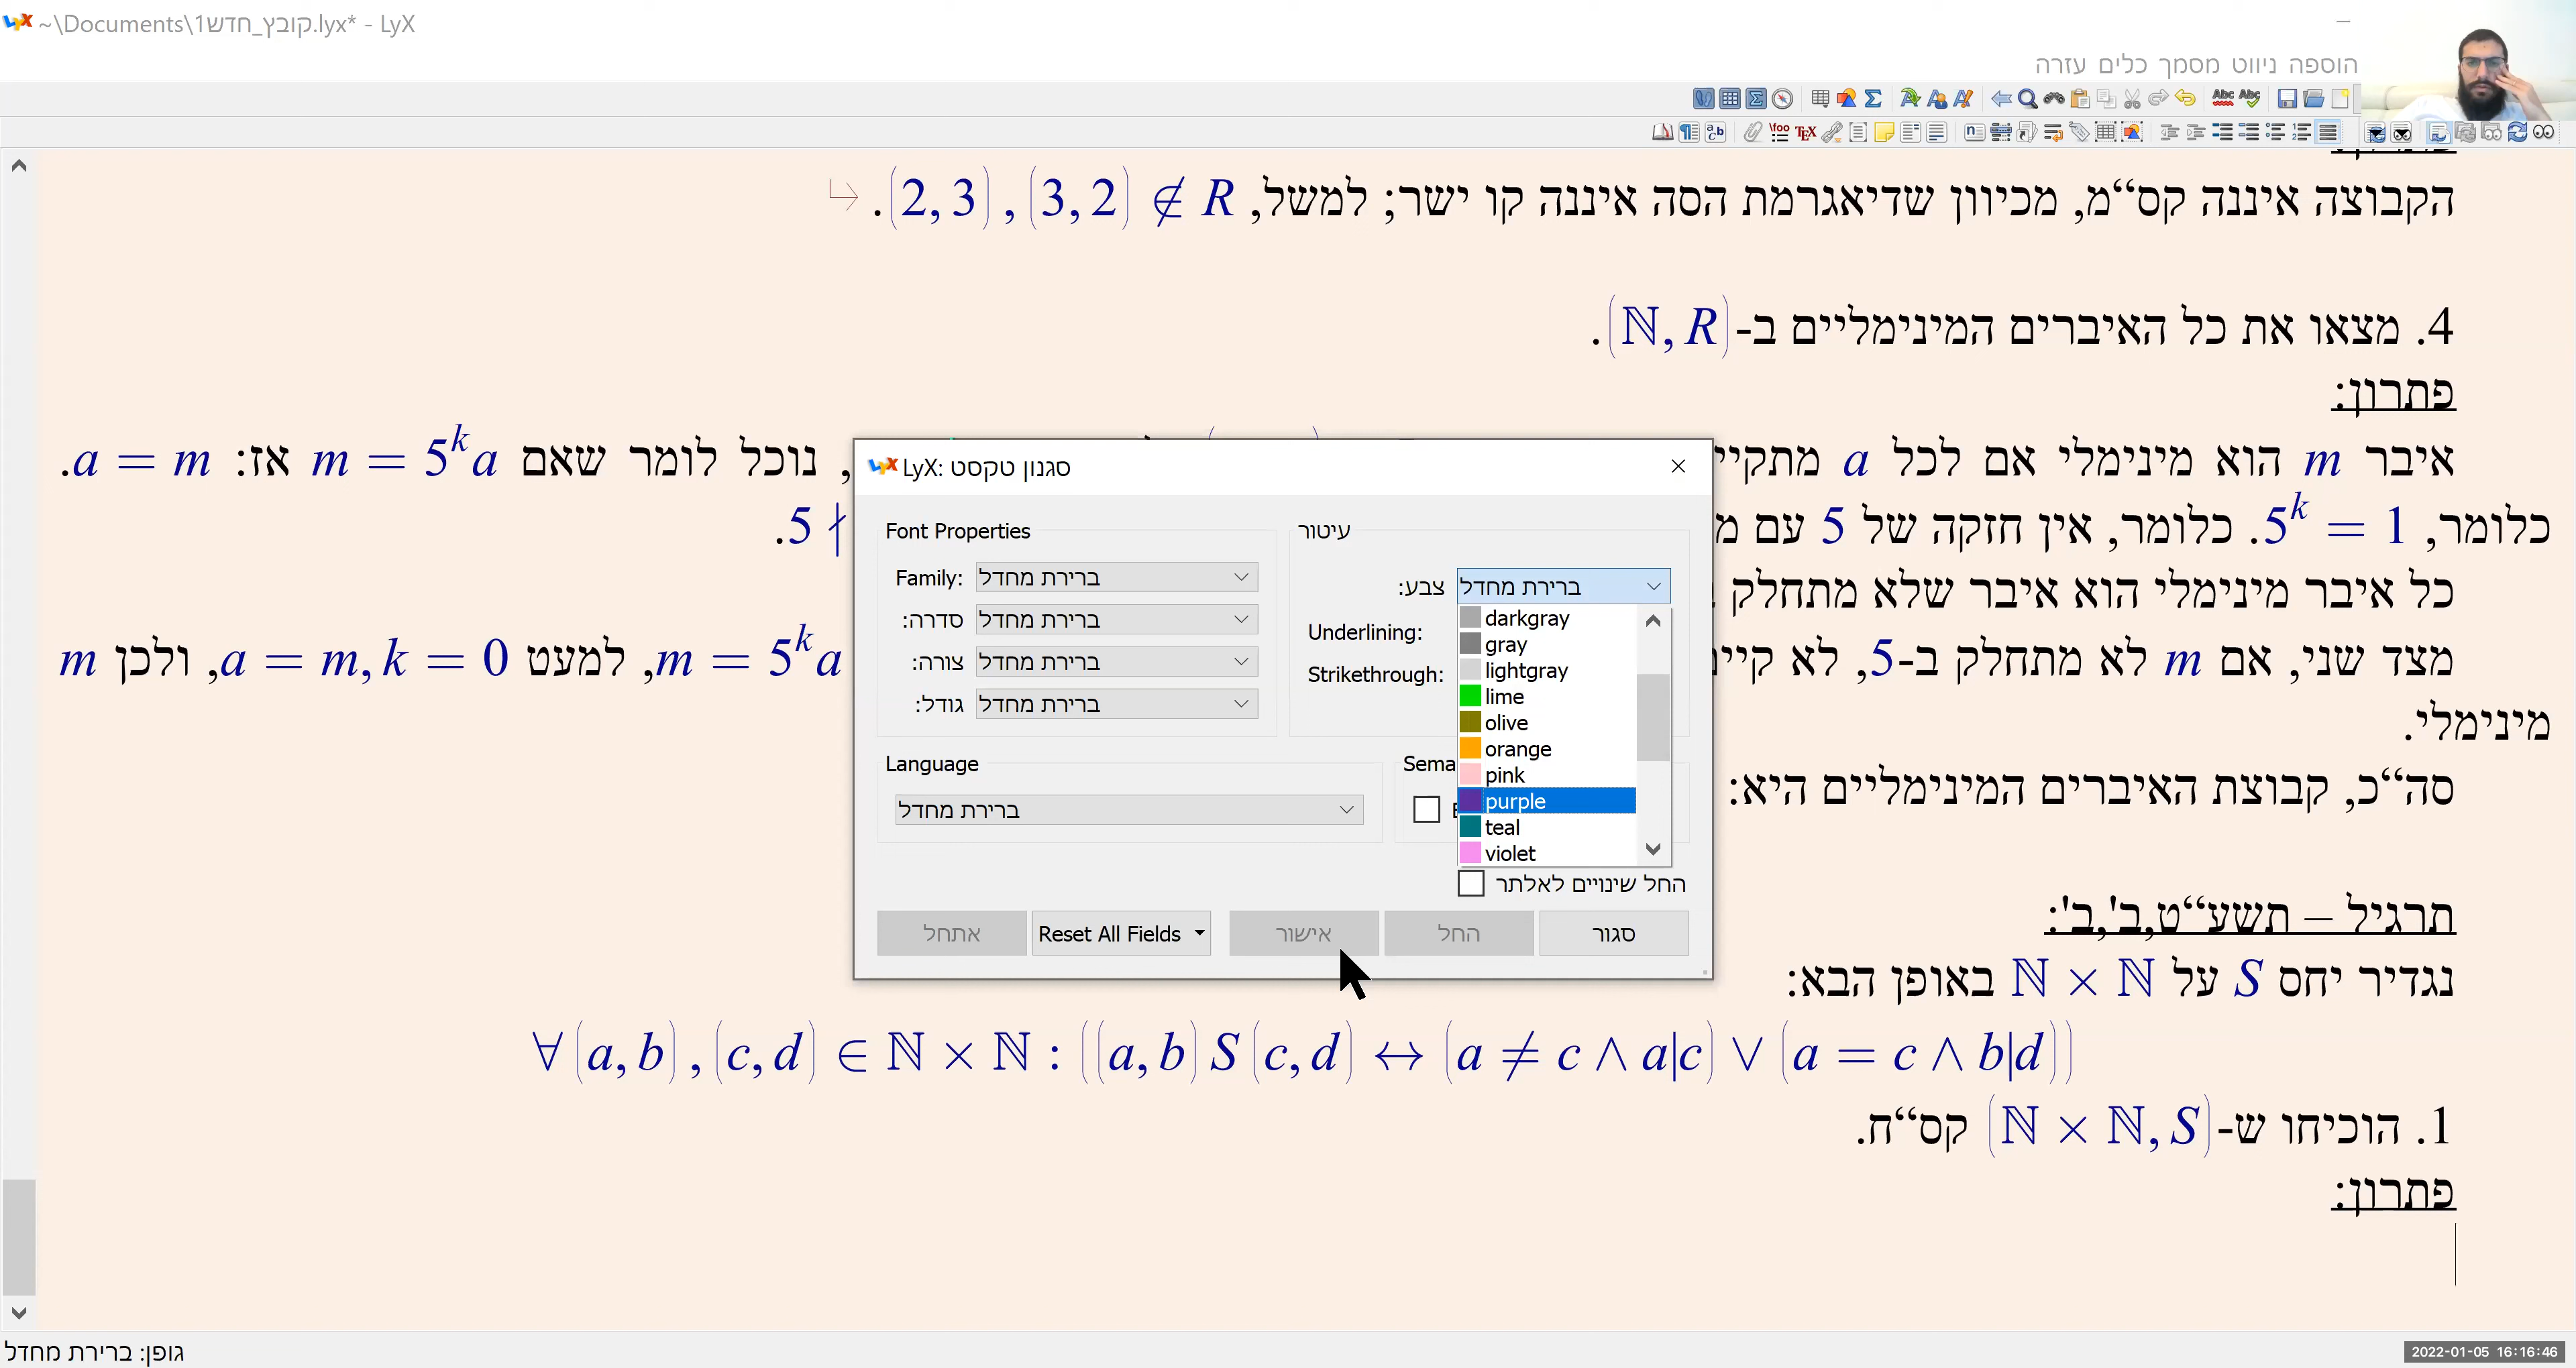 ~\Documents\קובץ_חדש1.lyx* - LyX
הוספה ניווט מסמך כלים עזרה
הקבוצה איננה קס“מ, מכיוון שדיאגרמת הסה איננה קו ישר; למשל, (2, 3) , (3, 2) ∉ R.
4. מצאו את כל האיברים המינימליים ב-(ℕ, R).
פתרון:
איבר m הוא מינימלי אם לכל a , נוכל לומר שאם m = 5^k a אז: a = m.
כלומר, 5^k = 1. כלומר, אין חזקה של 5 עם 5 ∤.
כל איבר מינימלי הוא איבר שלא מתחלק
מצד שני, אם m לא מתחלק ב-5, לא m = 5^k a, למעט a = m, k = 0, ולכן m
מינימלי.
סה“כ, קבוצת האיברים המינימליים היא:
תרגיל – תשע“ט,ב',ב':
נגדיר יחס S על ℕ × ℕ באופן הבא:
∀ (a, b) , (c, d) ∈ ℕ × ℕ : ((a, b) S (c, d) ↔ (a ≠ c ∧ a|c) ∨ (a = c ∧ b|d))
1. הוכיחו ש-(ℕ × ℕ, S) קס“ח.
פתרון:
LyX: סגנון טקסט
Font Properties
Family: ברירת מחדל
סדרה: ברירת מחדל
צורה: ברירת מחדל
גודל: ברירת מחדל
עיטור
צבע: ברירת מחדל
Underlining:
Strikethrough:
darkgray
gray
lightgray
lime
olive
orange
pink
purple
teal
violet
Language
ברירת מחדל
החל שינויים לאלתר
אתחל
Reset All Fields
אישור
החל
סגור
גופן: ברירת מחדל
2022-01-05 16:16:46